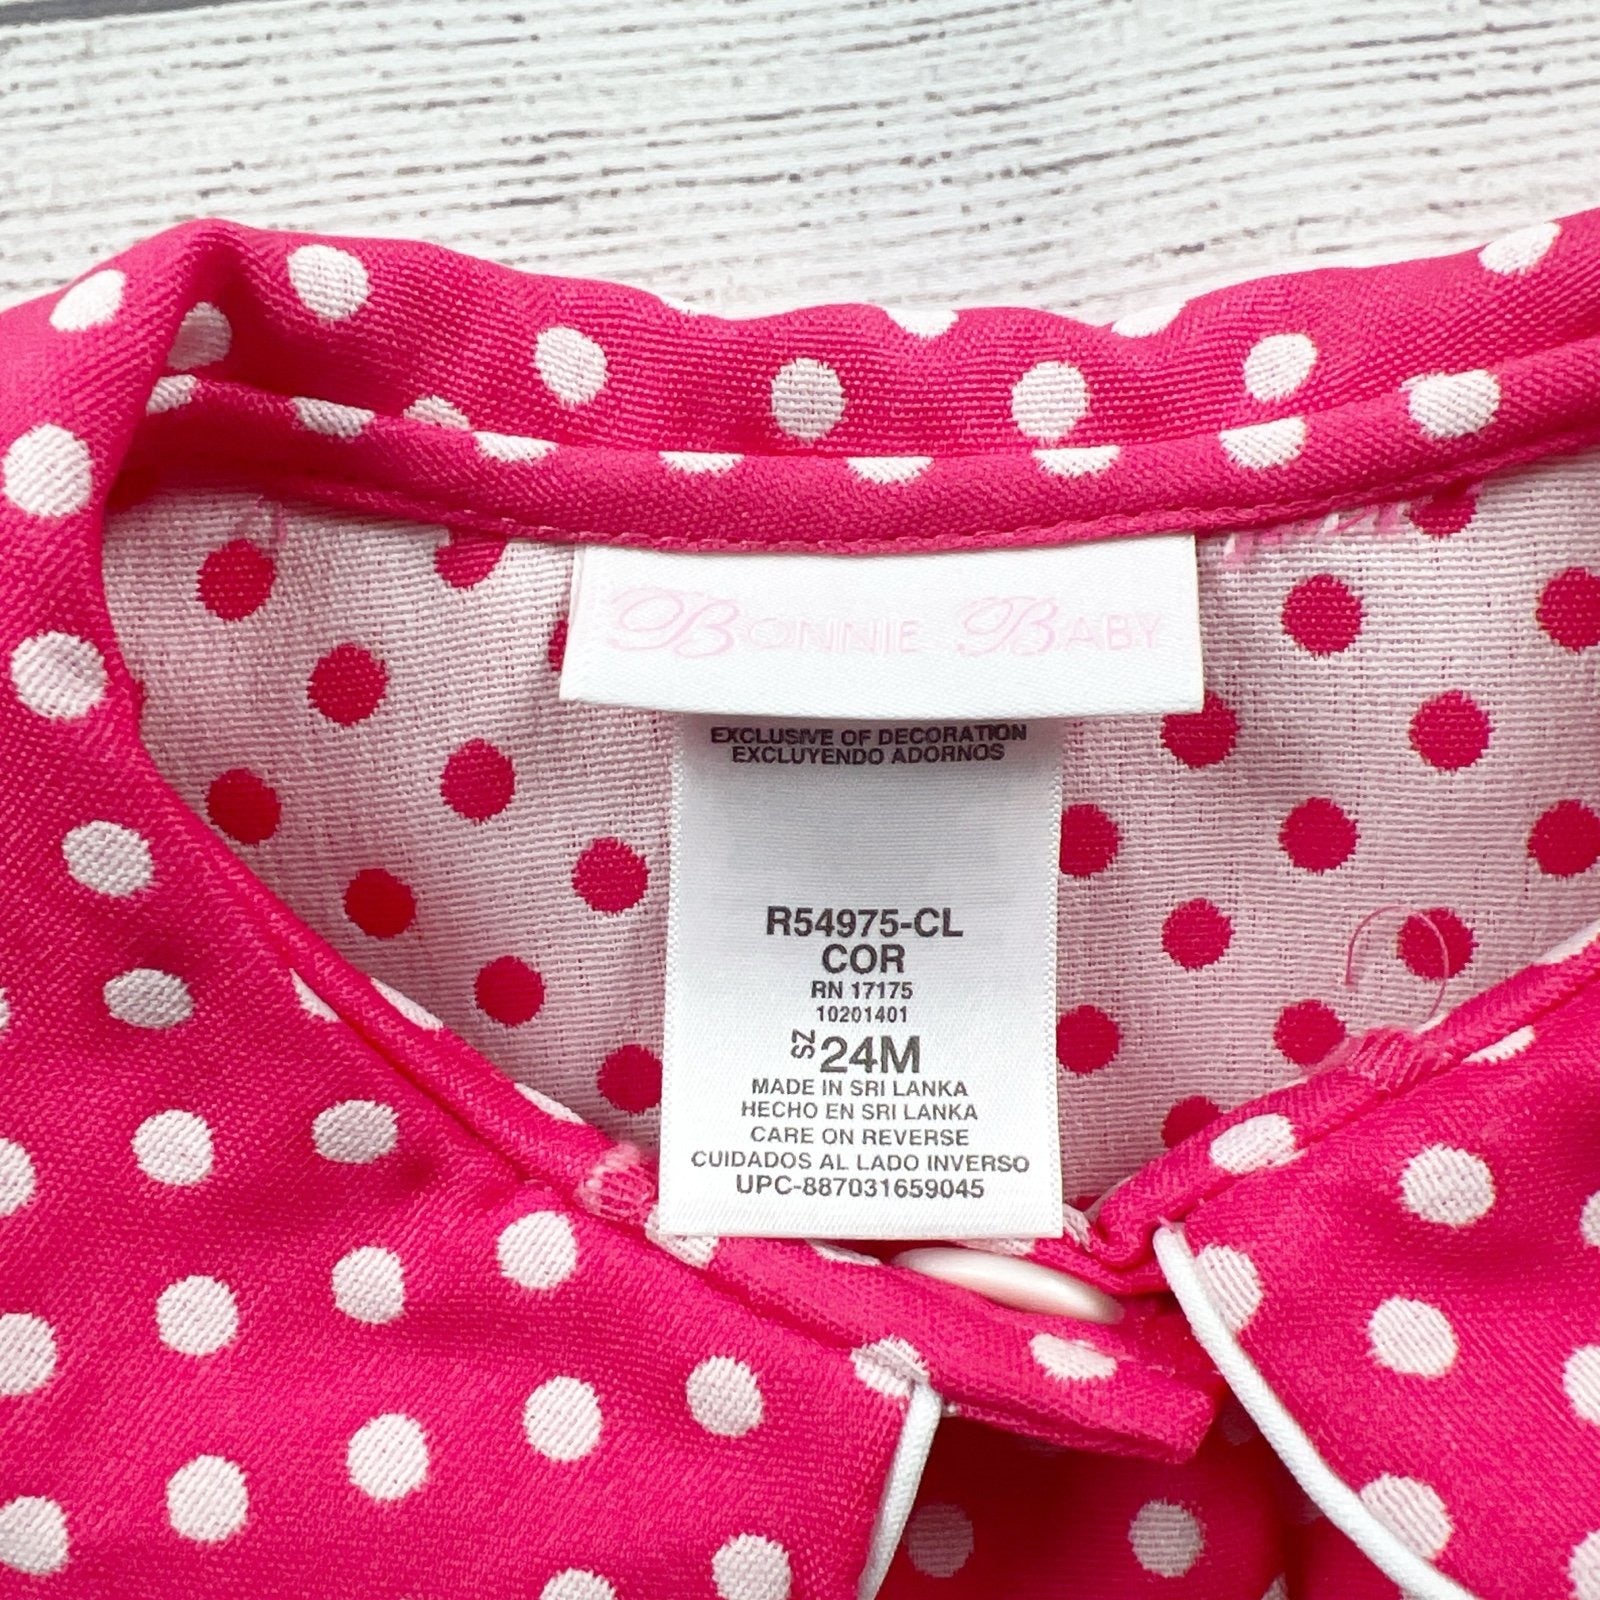 BONNIE BABY
EXCLUSIVE OF DECORATION
EXCLUYENDO ADORNOS
R54975-CL
COR
RN 17175
10201401
SZ 24M
MADE IN SRI LANKA
HECHO EN SRI LANKA
CARE ON REVERSE
CUIDADOS AL LADO INVERSO
UPC-887031659045